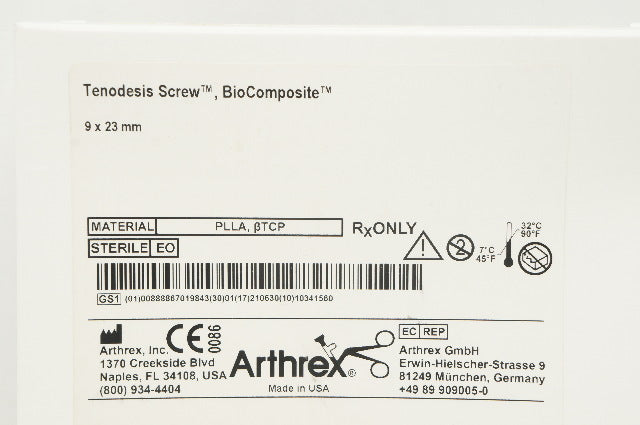 Tenodesis Screw™, BioComposite™
9 x 23 mm
MATERIAL PLLA, βTCP RxONLY
STERILE EO
2
7°C
45°F
32°C
90°F
GS1 (01)00888867019843(30)01(17)210630(10)10341560
CE 0086
Arthrex, Inc.
1370 Creekside Blvd
Naples, FL 34108, USA
(800) 934-4404
Arthrex®
Made in USA
EC REP
Arthrex GmbH
Erwin-Hielscher-Strasse 9
81249 München, Germany
+49 89 909005-0